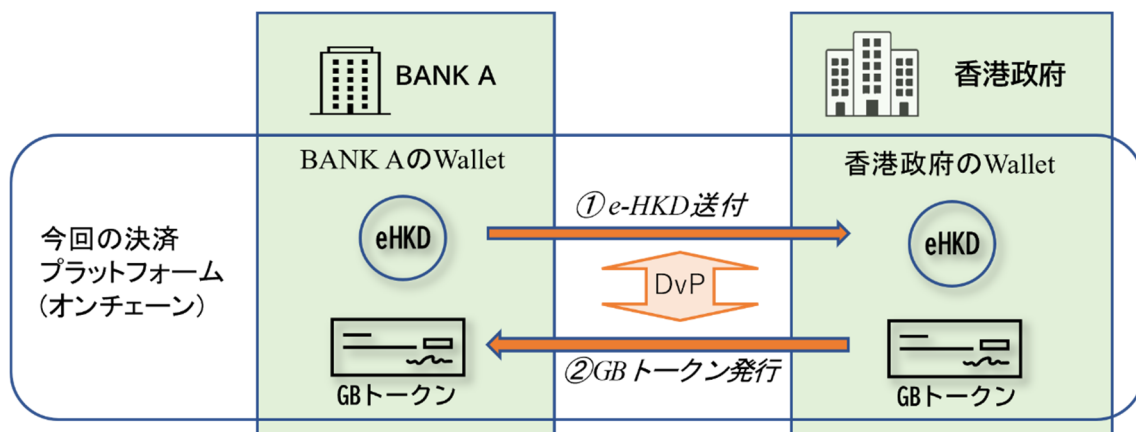 BANK A
香港政府
BANK AのWallet
香港政府のWallet
今回の決済
プラットフォーム
(オンチェーン)
eHKD
①e-HKD送付
eHKD
DvP
②GBトークン発行
GBトークン
GBトークン